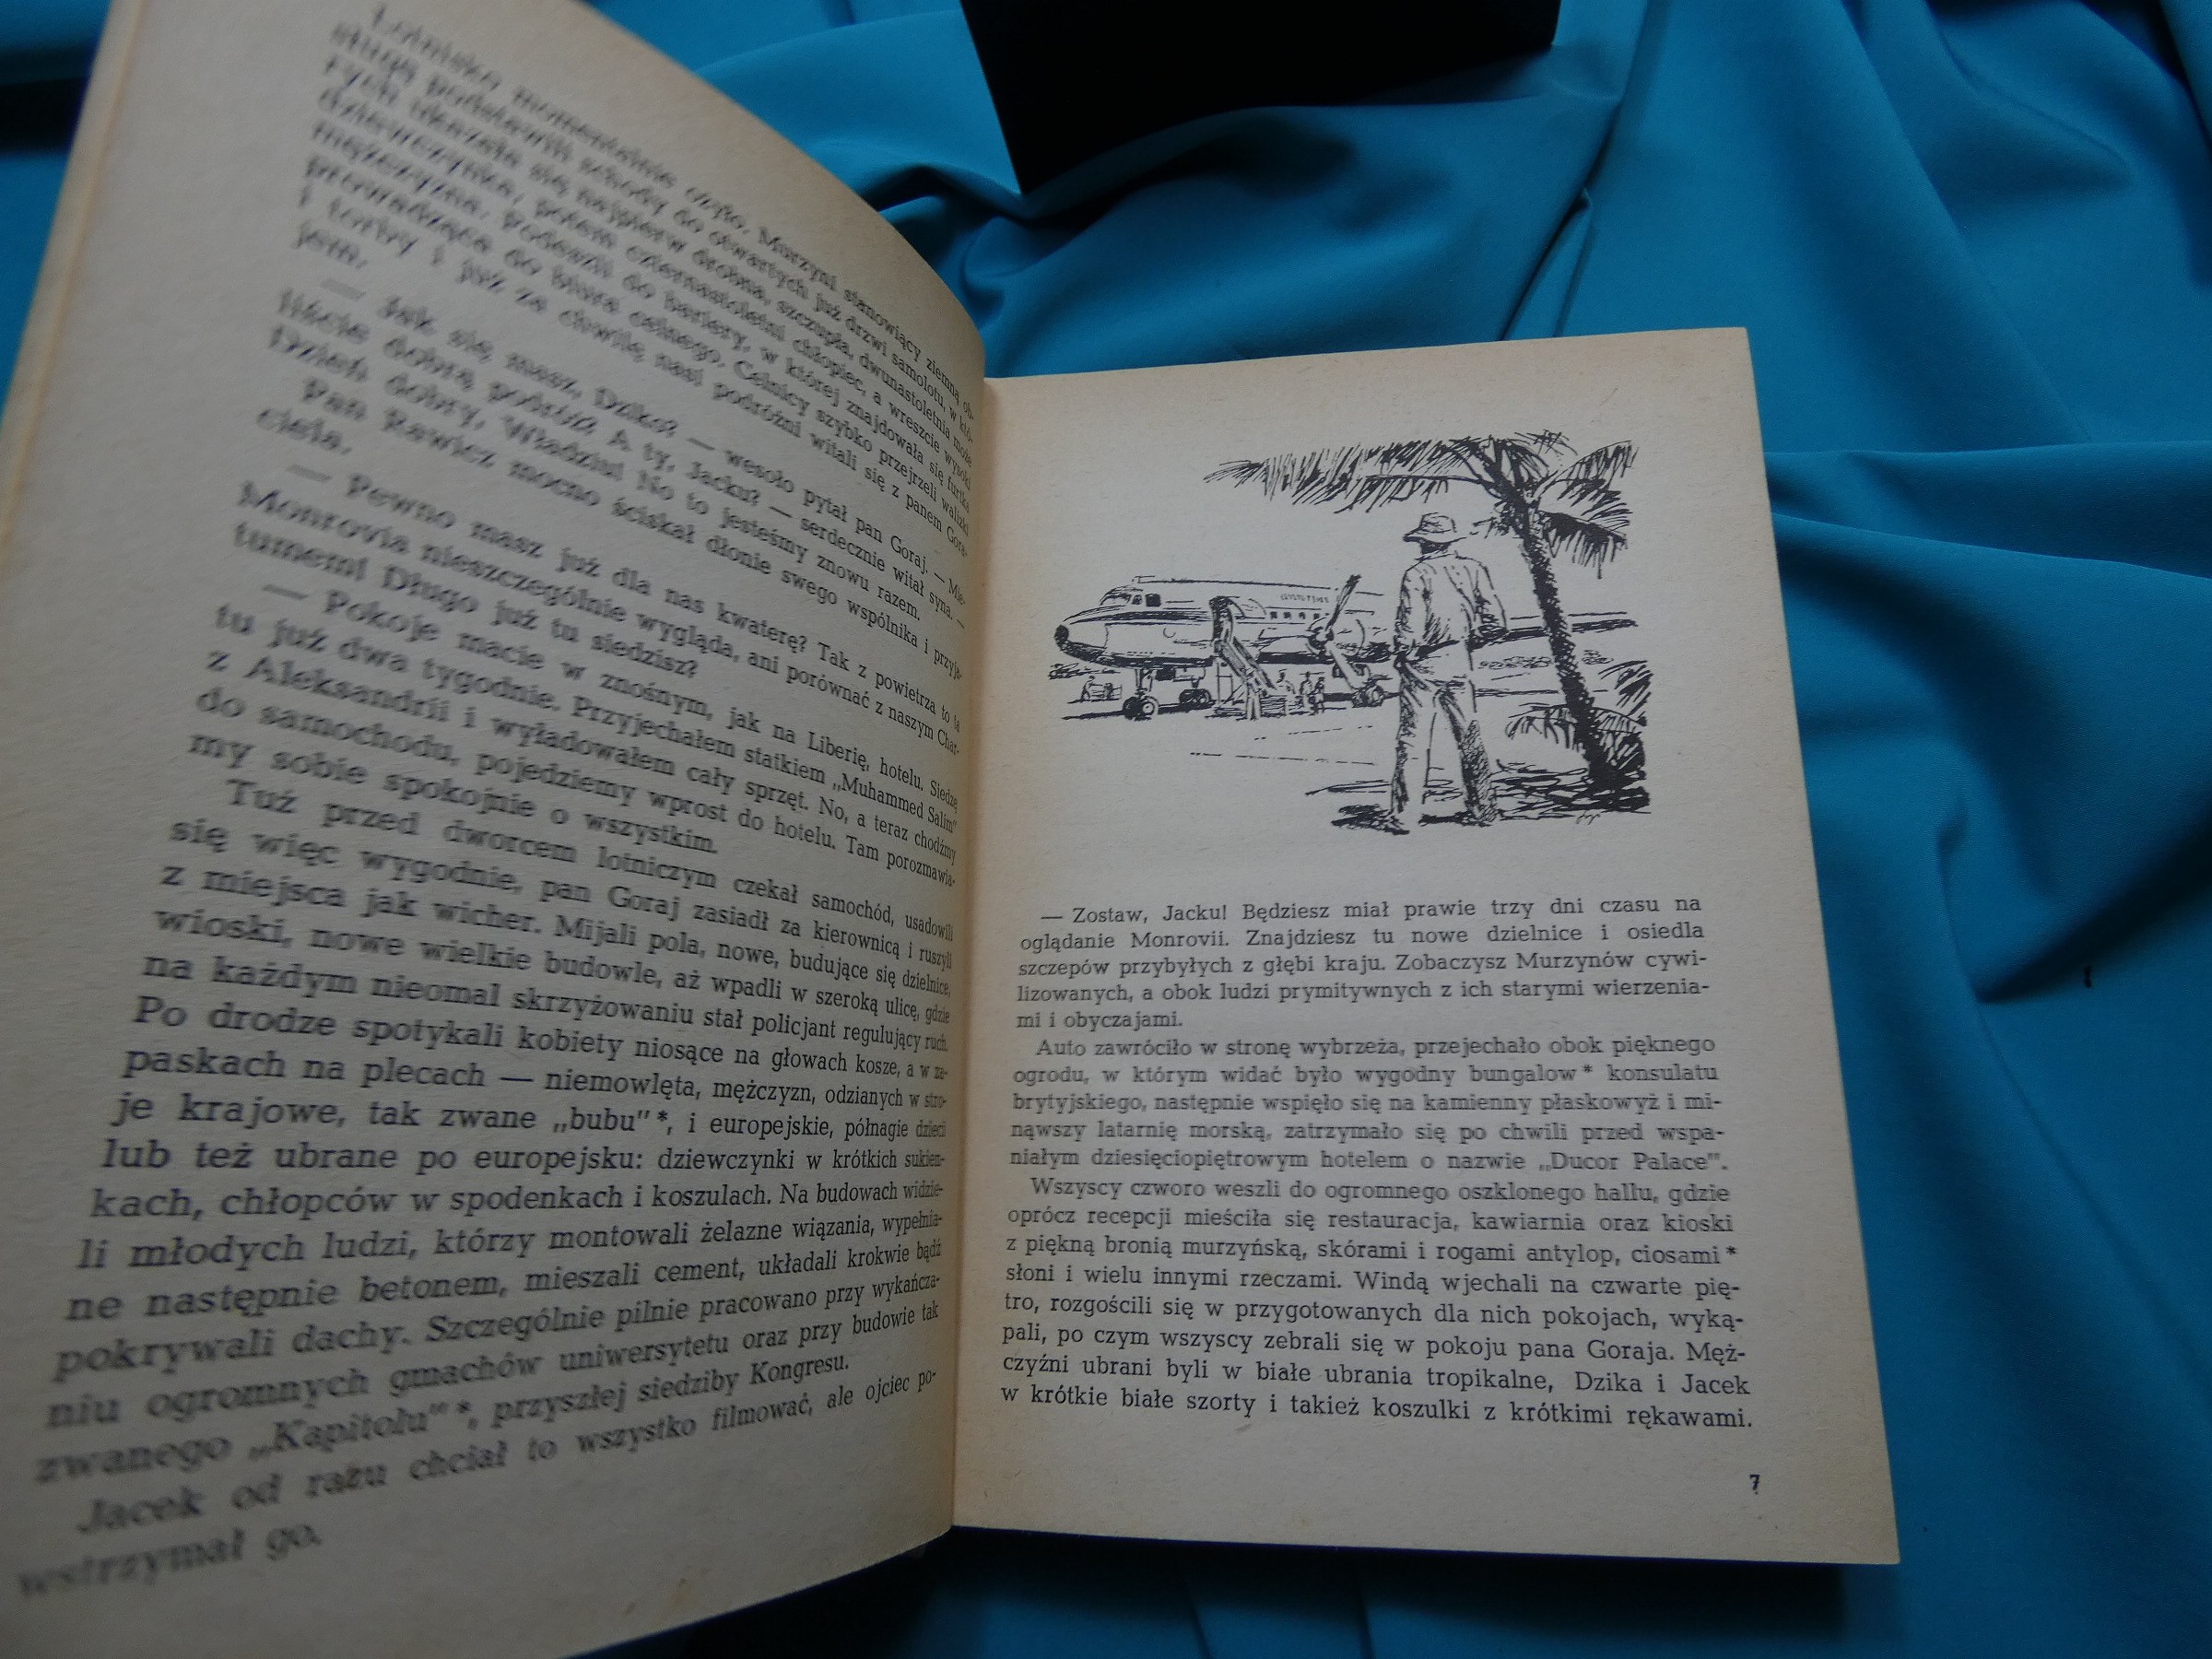 Lotnisko momentalnie ożyło. Murzyni stanowiący ziemną ob-
sługę podstawili schody do otwartych już drzwi samolotu, w któ-
rych ukazała się najpierw drobna, szczupła, dwunastoletnia może
dziewczynka, potem czternastoletni chłopiec, a wreszcie wysoki
mężczyzna. Podeszli do bariery, w której znajdowała się furtka
prowadząca do biura celnego. Celnicy szybko przejrzeli walizki
i torby i już za chwilę nasi podróżni witali się z panem Gora-
jem.
— Jak się masz, Dziko? — wesoło pytał pan Goraj. — Mie-
liście dobrą podróż? A ty, Jacku? — serdecznie witał syna. —
Dzień dobry, Władziu! No to jesteśmy znowu razem.
Pan Rawicz mocno ściskał dłonie swego wspólnika i przyja-
ciela.
— Pewno masz już dla nas kwaterę? Tak z powietrza to ta
Monrovia nieszczególnie wygląda, ani porównać z naszym Char-
tumem! Długo już tu siedzisz?
— Pokoje macie w znośnym, jak na Liberię, hotelu. Siedzę
tu już dwa tygodnie. Przyjechałem statkiem „Muhammed Salim"
z Aleksandrii i wyładowałem cały sprzęt. No, a teraz chodźmy
do samochodu, pojedziemy wprost do hotelu. Tam porozmawia-
my sobie spokojnie o wszystkim.
Tuż przed dworcem lotniczym czekał samochód, usadowili
się więc wygodnie, pan Goraj zasiadł za kierownicą i ruszyli
z miejsca jak wicher. Mijali pola, nowe, budujące się dzielnice,
wioski, nowe wielkie budowle, aż wpadli w szeroką ulicę, gdzie
na każdym nieomal skrzyżowaniu stał policjant regulujący ruch.
Po drodze spotykali kobiety niosące na głowach kosze, a w za-
paskach na plecach — niemowlęta, mężczyzn, odzianych w stro-
je krajowe, tak zwane „bubu"*, i europejskie, półnagie dzieci
lub też ubrane po europejsku: dziewczynki w krótkich sukien-
kach, chłopców w spodenkach i koszulach. Na budowach widzie-
li młodych ludzi, którzy montowali żelazne wiązania, wypełnia-
ne następnie betonem, mieszali cement, układali krokwie bądź
pokrywali dachy. Szczególnie pilnie pracowano przy wykańcza-
niu ogromnych gmachów uniwersytetu oraz przy budowie tak
zwanego „Kapitolu"*, przyszłej siedziby Kongresu.
Jacek od razu chciał to wszystko filmować, ale ojciec po-
wstrzymał go.
— Zostaw, Jacku! Będziesz miał prawie trzy dni czasu na
oglądanie Monrovii. Znajdziesz tu nowe dzielnice i osiedla
szczepów przybyłych z głębi kraju. Zobaczysz Murzynów cywi-
lizowanych, a obok ludzi prymitywnych z ich starymi wierzenia-
mi i obyczajami.
Auto zawróciło w stronę wybrzeża, przejechało obok pięknego
ogrodu, w którym widać było wygodny bungalow* konsulatu
brytyjskiego, następnie wspięło się na kamienny płaskowyż i mi-
nąwszy latarnię morską, zatrzymało się po chwili przed wspa-
niałym dziesięciopiętrowym hotelem o nazwie „Ducor Palace".
Wszyscy czworo weszli do ogromnego oszklonego hallu, gdzie
oprócz recepcji mieściła się restauracja, kawiarnia oraz kioski
z piękną bronią murzyńską, skórami i rogami antylop, ciosami*
słoni i wielu innymi rzeczami. Windą wjechali na czwarte pię-
tro, rozgościli się w przygotowanych dla nich pokojach, wyką-
pali, po czym wszyscy zebrali się w pokoju pana Goraja. Męż-
czyźni ubrani byli w białe ubrania tropikalne, Dzika i Jacek
w krótkie białe szorty i takież koszulki z krótkimi rękawami.
7